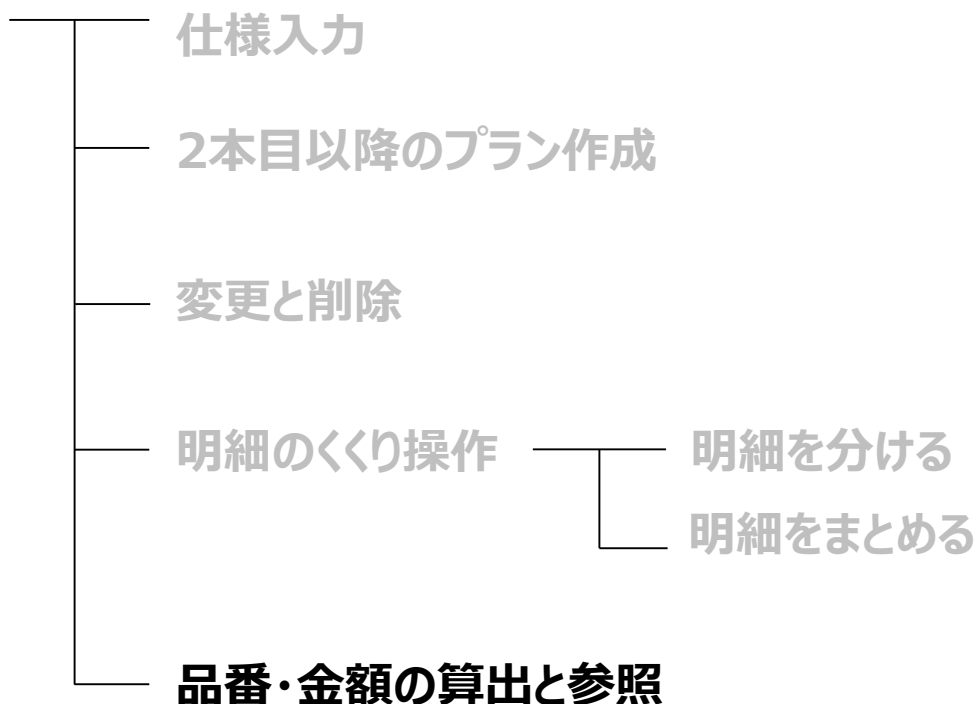 仕様入力
2本目以降のプラン作成
変更と削除
明細のくくり操作
明細を分ける
明細をまとめる
品番・金額の算出と参照